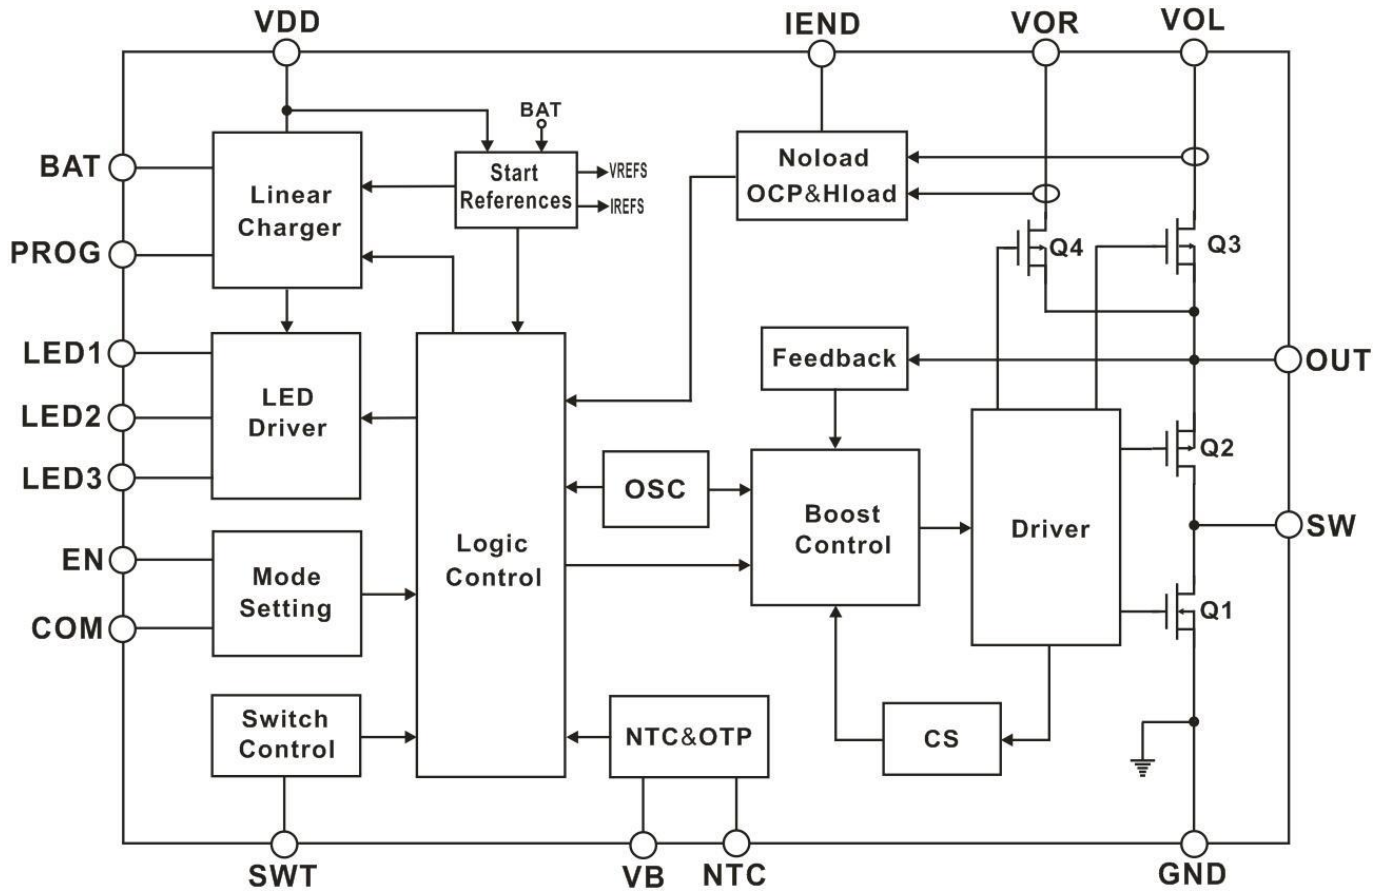 VDD
IEND
VOR
VOL
BAT
BAT
Linear
Charger
Start
References
VREFS
IREFS
Noload
OCP&Hload
PROG
Q4
Q3
LED1
LED2
LED3
LED
Driver
Feedback
OUT
Q2
OSC
Boost
Control
Driver
SW
EN
COM
Mode
Setting
Logic
Control
Q1
Switch
Control
NTC&OTP
CS
SWT
VB
NTC
GND